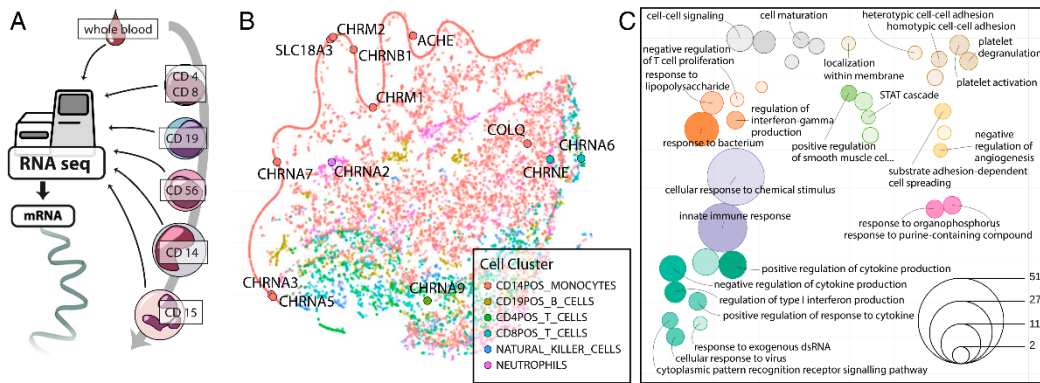 A
whole blood
CD 4
CD 8
CD 19
RNA seq
CD 56
mRNA
CD 14
CD 15
B
CHRM2
SLC18A3
CHRNB1
ACHE
CHRM1
COLQ
CHRNA6
CHRNA7
CHRNA2
CHRNE
CHRNA3
CHRNA5
CHRNA9
Cell Cluster
CD14POS_MONOCYTES
CD19POS_B_CELLS
CD4POS_T_CELLS
CD8POS_T_CELLS
NATURAL_KILLER_CELLS
NEUTROPHILS
C
cell-cell signaling
cell maturation
heterotypic cell-cell adhesion
homotypic cell-cell adhesion
negative regulation
of T cell proliferation
localization
within membrane
platelet
degranulation
platelet activation
response to
lipopolysaccharide
STAT cascade
regulation of
interferon-gamma
production
response to bacterium
positive regulation
of smooth muscle cel...
negative
regulation of
angiogenesis
substrate adhesion-dependent
cell spreading
cellular response to chemical stimulus
innate immune response
response to organophosphorus
response to purine-containing compound
positive regulation of cytokine production
negative regulation of cytokine production
regulation of type I interferon production
positive regulation of response to cytokine
response to exogenous dsRNA
cellular response to virus
cytoplasmic pattern recognition receptor signalling pathway
51
27
11
2